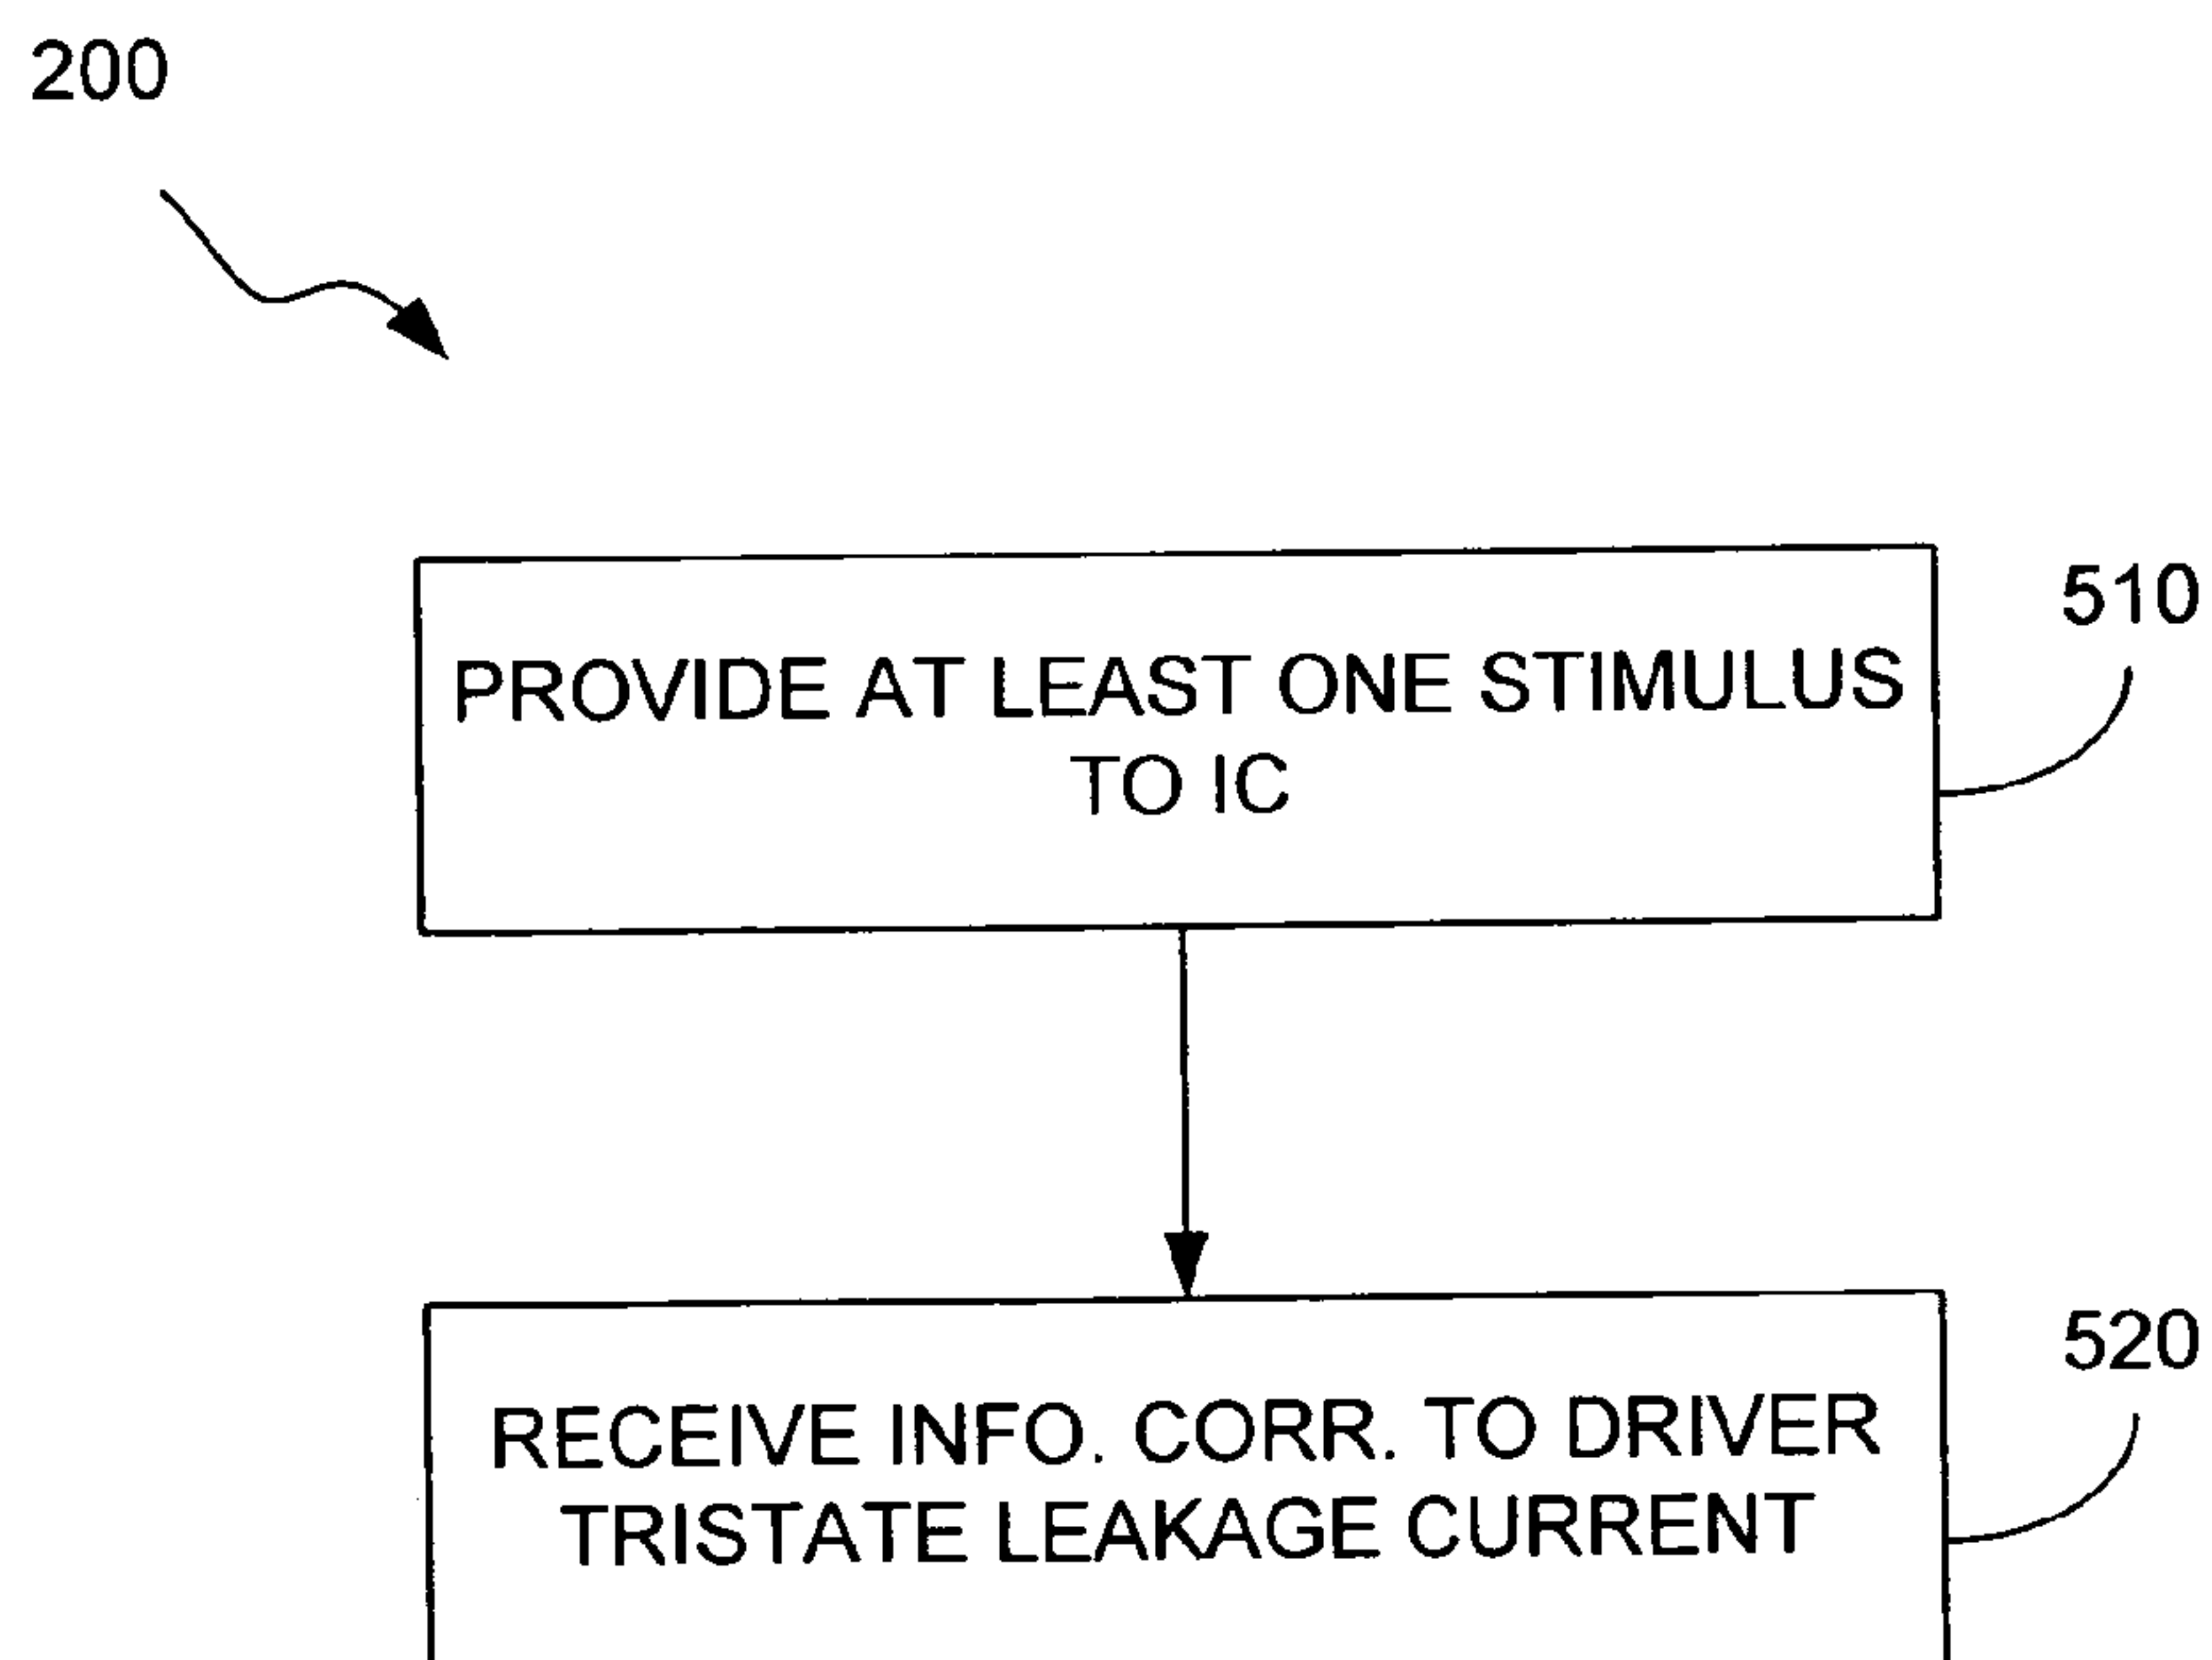 200
510
PROVIDE AT LEAST ONE STIMULUS
TO IC
520
RECEIVE INFO. CORR. TO DRIVER
TRISTATE LEAKAGE CURRENT